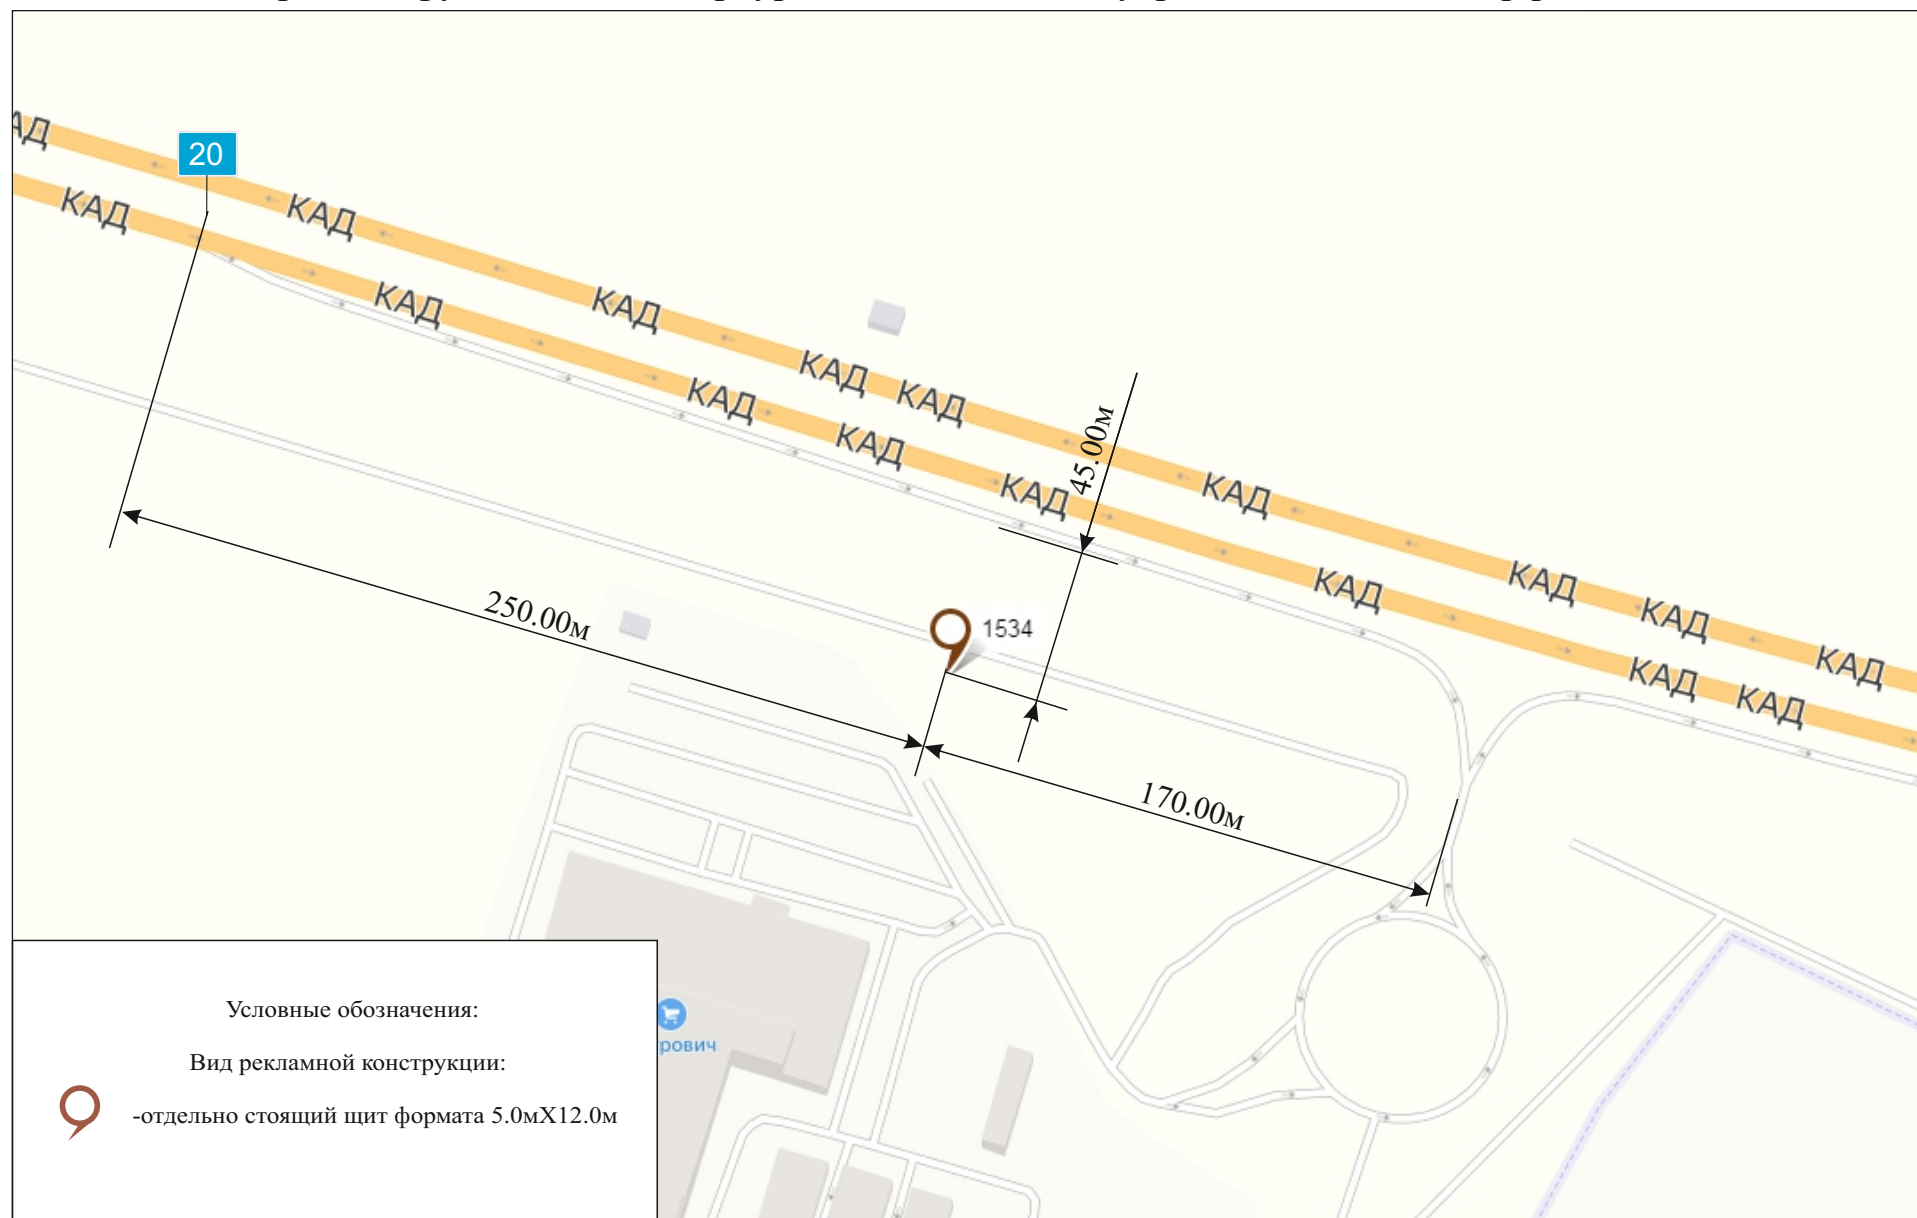 20
КАД
КАД
КАД
КАД
КАД
КАД
КАД
КАД
КАД
КАД
45.00м
КАД
КАД
КАД
КАД
КАД
КАД
КАД
250.00м
1534
170.00м
Условные обозначения:
Вид рекламной конструкции:
-отдельно стоящий щит формата 5.0мХ12.0м
рович